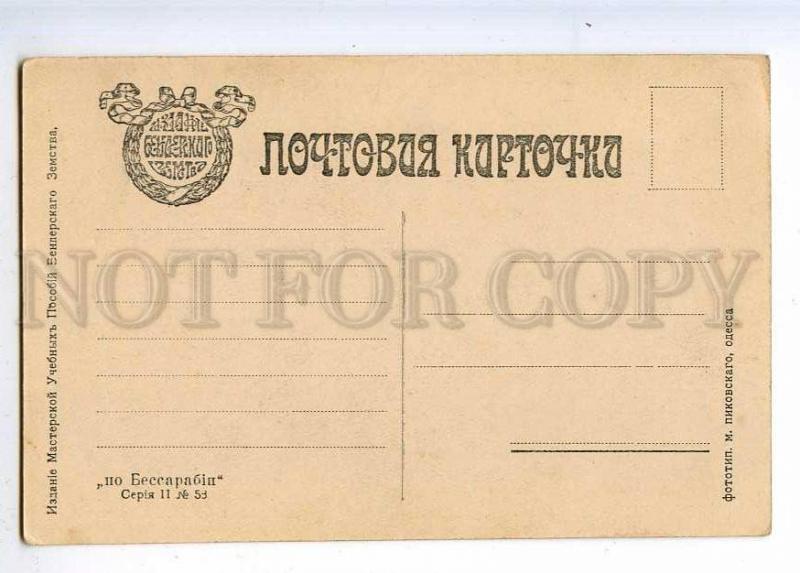 ИЗДАНІЕ
БЕНДЕРСКАГО
ЗЕМСТВА
ПОЧТОВАЯ КАРТОЧКА
Изданіе Мастерской Учебныхъ Пособій Бендерскаго Земства.
„по Бессарабіи"
Серія II № 53
фототип. м. пиковскаго, одесса
NOT FOR COPY